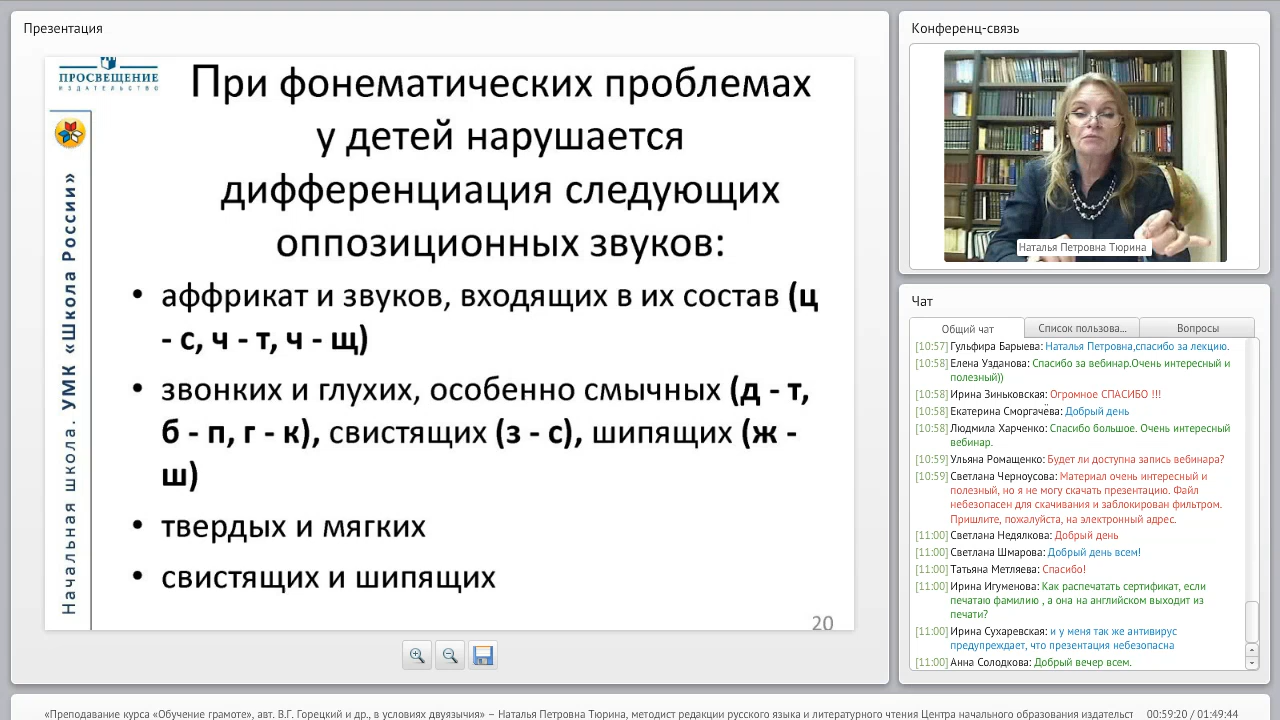 Презентация
ПРОСВЕЩЕНИЕ
ИЗДАТЕЛЬСТВО
Начальная школа. УМК «Школа России»
При фонематических проблемах
у детей нарушается
дифференциация следующих
оппозиционных звуков:
• аффрикат и звуков, входящих в их состав (ц
- с, ч - т, ч - щ)
• звонких и глухих, особенно смычных (д - т,
б - п, г - к), свистящих (з - с), шипящих (ж -
ш)
• твердых и мягких
• свистящих и шипящих
20
Конференц-связь
Наталья Петровна Тюрина
Чат
Общий чат
Список пользова...
Вопросы
[10:57] Гульфира Барыева: Наталья Петровна,спасибо за лекцию.
[10:58] Елена Узданова: Спасибо за вебинар.Очень интересный и
полезный))
[10:58] Ирина Зиньковская: Огромное СПАСИБО !!!
[10:58] Екатерина Сморгачёва: Добрый день
[10:58] Людмила Харченко: Спасибо большое. Очень интересный
вебинар.
[10:59] Ульяна Ромащенко: Будет ли доступна запись вебинара?
[10:59] Светлана Черноусова: Материал очень интересный и
полезный, но я не могу скачать презентацию. Файл
небезопасен для скачивания и заблокирован фильтром.
Пришлите, пожалуйста, на электронный адрес.
[11:00] Светлана Недялкова: Добрый день
[11:00] Светлана Шмарова: Добрый день всем!
[11:00] Татьяна Метляева: Спасибо!
[11:00] Ирина Игуменова: Как распечатать сертификат, если
печатаю фамилию , а она на английском выходит из
печати?
[11:00] Ирина Сухаревская: и у меня так же антивирус
предупреждает, что презентация небезопасна
[11:00] Анна Солодкова: Добрый вечер всем.
«Преподавание курса «Обучение грамоте», авт. В.Г. Горецкий и др., в условиях двуязычия» – Наталья Петровна Тюрина, методист редакции русского языка и литературного чтения Центра начального образования издательст 00:59:20 / 01:49:44